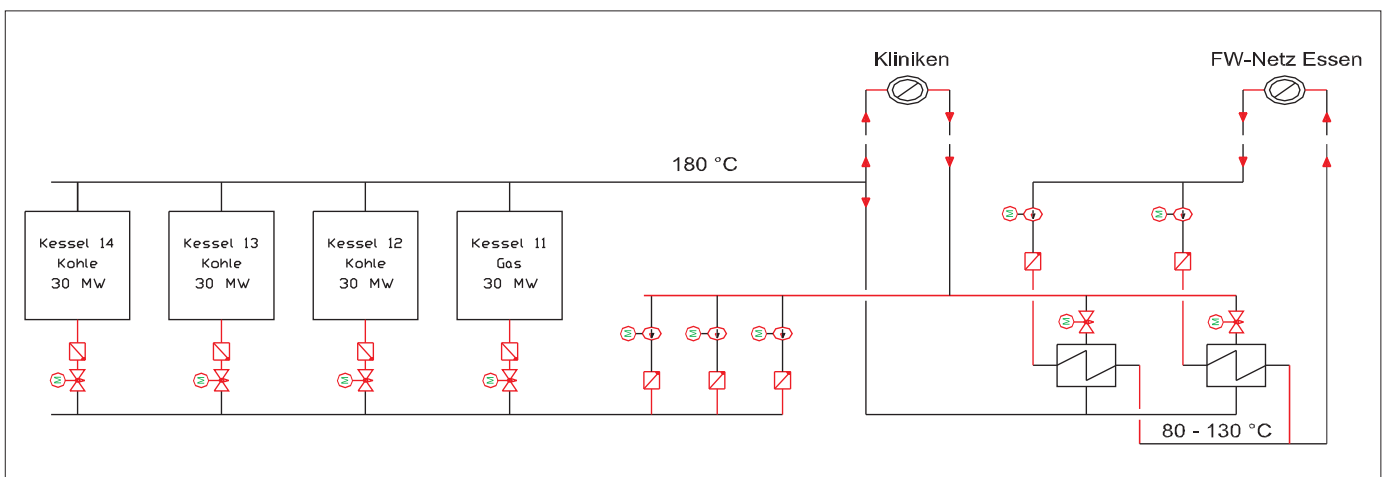 Kliniken
FW-Netz Essen
180 °C
Kessel 14
Kohle
30 MW
Kessel 13
Kohle
30 MW
Kessel 12
Kohle
30 MW
Kessel 11
Gas
30 MW
M
M
M
M
M
M
M
M
M
M
M
80 - 130 °C